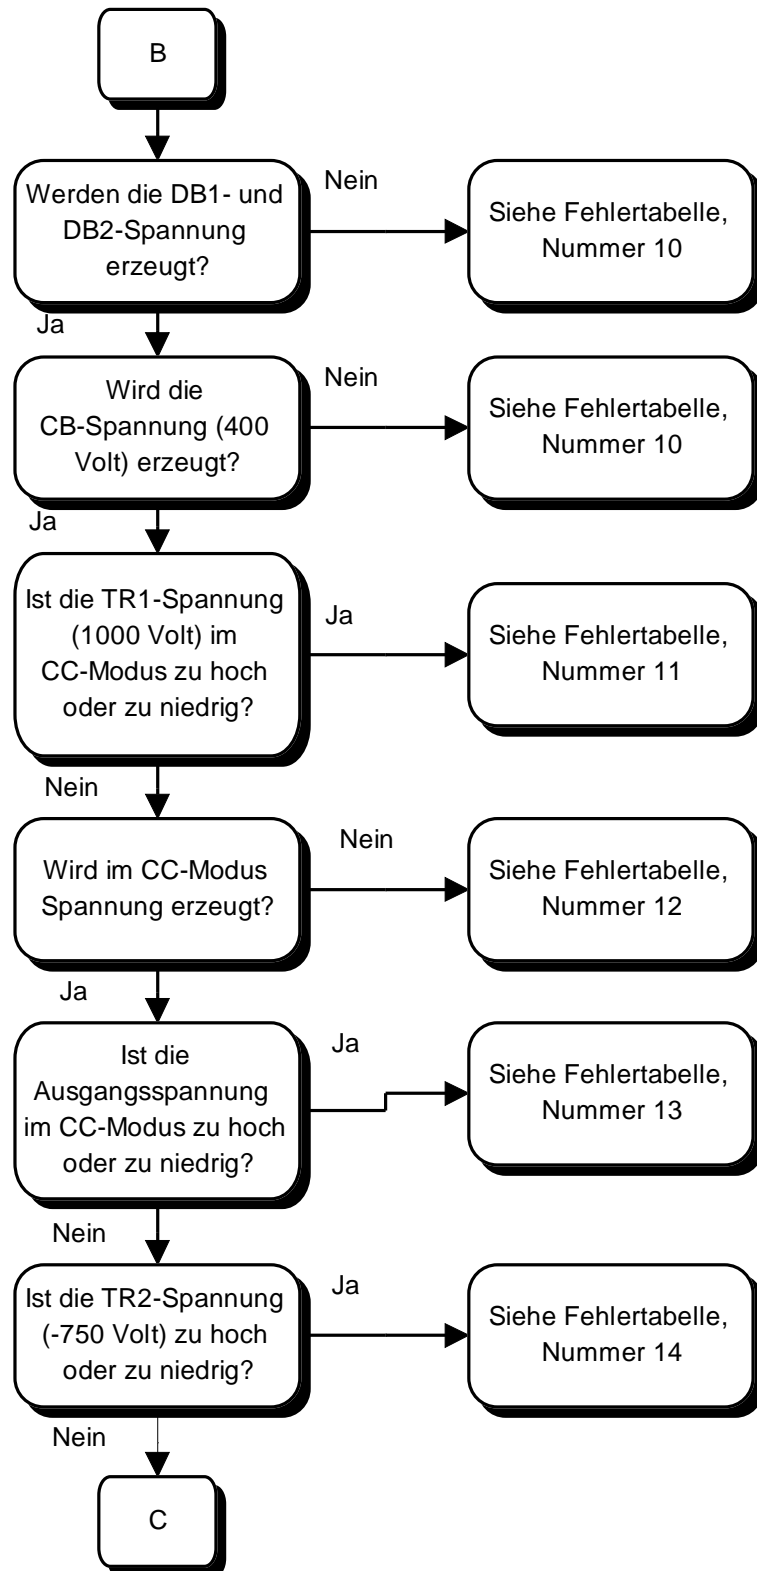 B
Werden die DB1- und
DB2-Spannung
erzeugt?
Nein
Siehe Fehlertabelle,
Nummer 10
Ja
Wird die
CB-Spannung (400
Volt) erzeugt?
Nein
Siehe Fehlertabelle,
Nummer 10
Ja
Ist die TR1-Spannung
(1000 Volt) im
CC-Modus zu hoch
oder zu niedrig?
Ja
Siehe Fehlertabelle,
Nummer 11
Nein
Wird im CC-Modus
Spannung erzeugt?
Nein
Siehe Fehlertabelle,
Nummer 12
Ja
Ist die
Ausgangsspannung
im CC-Modus zu hoch
oder zu niedrig?
Ja
Siehe Fehlertabelle,
Nummer 13
Nein
Ist die TR2-Spannung
(-750 Volt) zu hoch
oder zu niedrig?
Ja
Siehe Fehlertabelle,
Nummer 14
Nein
C